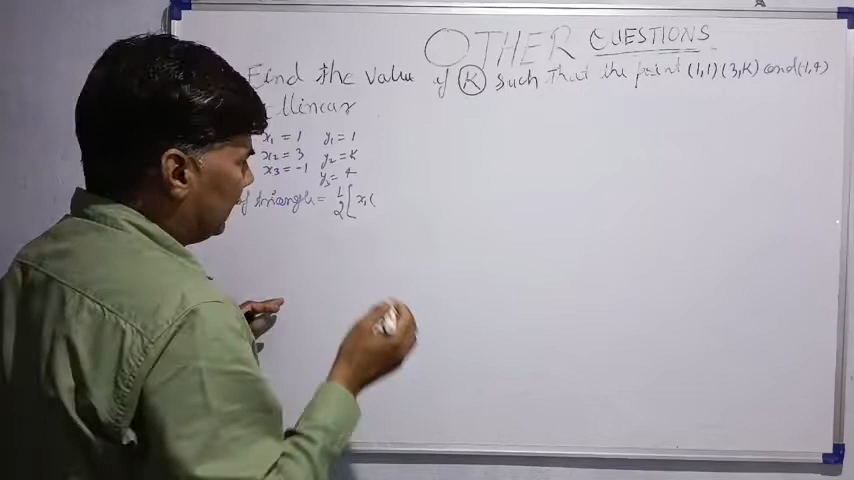 OTHER QUESTIONS
Find the value of K such that the point (1,1) (3,K) and (-1,4)
llinear
x₁ = 1 y₁ = 1
x₂ = 3 y₂ = K
x₃ = -1 y₃ = 4
of triangle = 1/2 [ x₁(